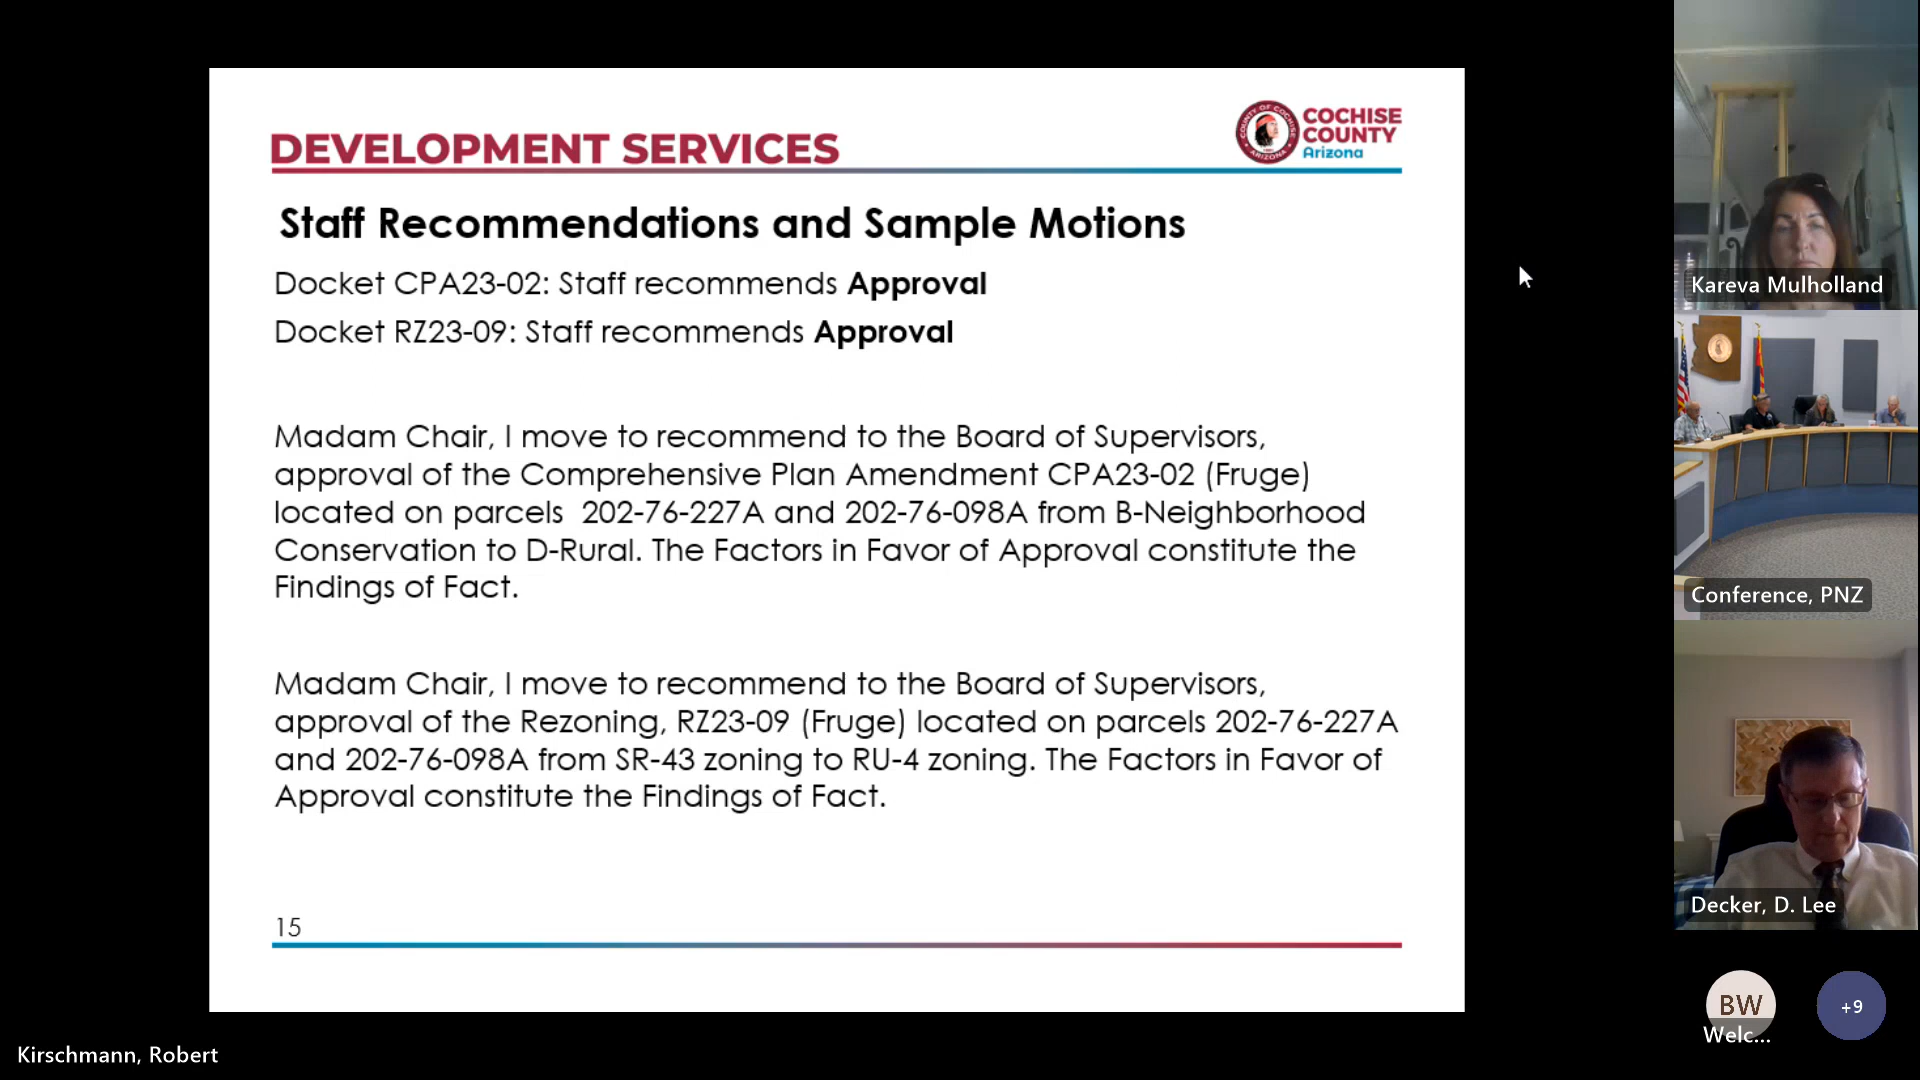 DEVELOPMENT SERVICES
COUNTY OF COCHISE
ARIZONA
COCHISE
COUNTY
Arizona
Staff Recommendations and Sample Motions
Docket CPA23-02: Staff recommends Approval
Docket RZ23-09: Staff recommends Approval
Madam Chair, I move to recommend to the Board of Supervisors,
approval of the Comprehensive Plan Amendment CPA23-02 (Fruge)
located on parcels 202-76-227A and 202-76-098A from B-Neighborhood
Conservation to D-Rural. The Factors in Favor of Approval constitute the
Findings of Fact.
Madam Chair, I move to recommend to the Board of Supervisors,
approval of the Rezoning, RZ23-09 (Fruge) located on parcels 202-76-227A
and 202-76-098A from SR-43 zoning to RU-4 zoning. The Factors in Favor of
Approval constitute the Findings of Fact.
15
Kareva Mulholland
Conference, PNZ
Decker, D. Lee
BW
Welc...
+9
Kirschmann, Robert